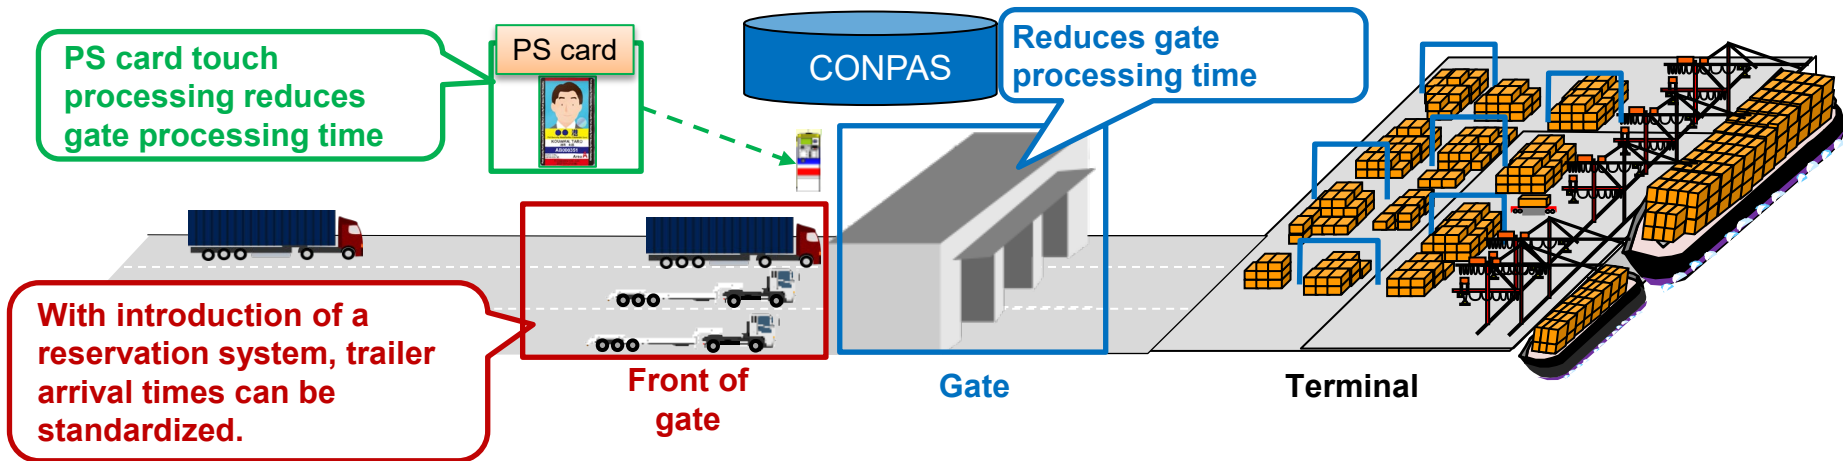 PS card touch
processing reduces
gate processing time
PS card
CONPAS
Reduces gate
processing time
With introduction of a
reservation system, trailer
arrival times can be
standardized.
Front of
gate
Gate
Terminal